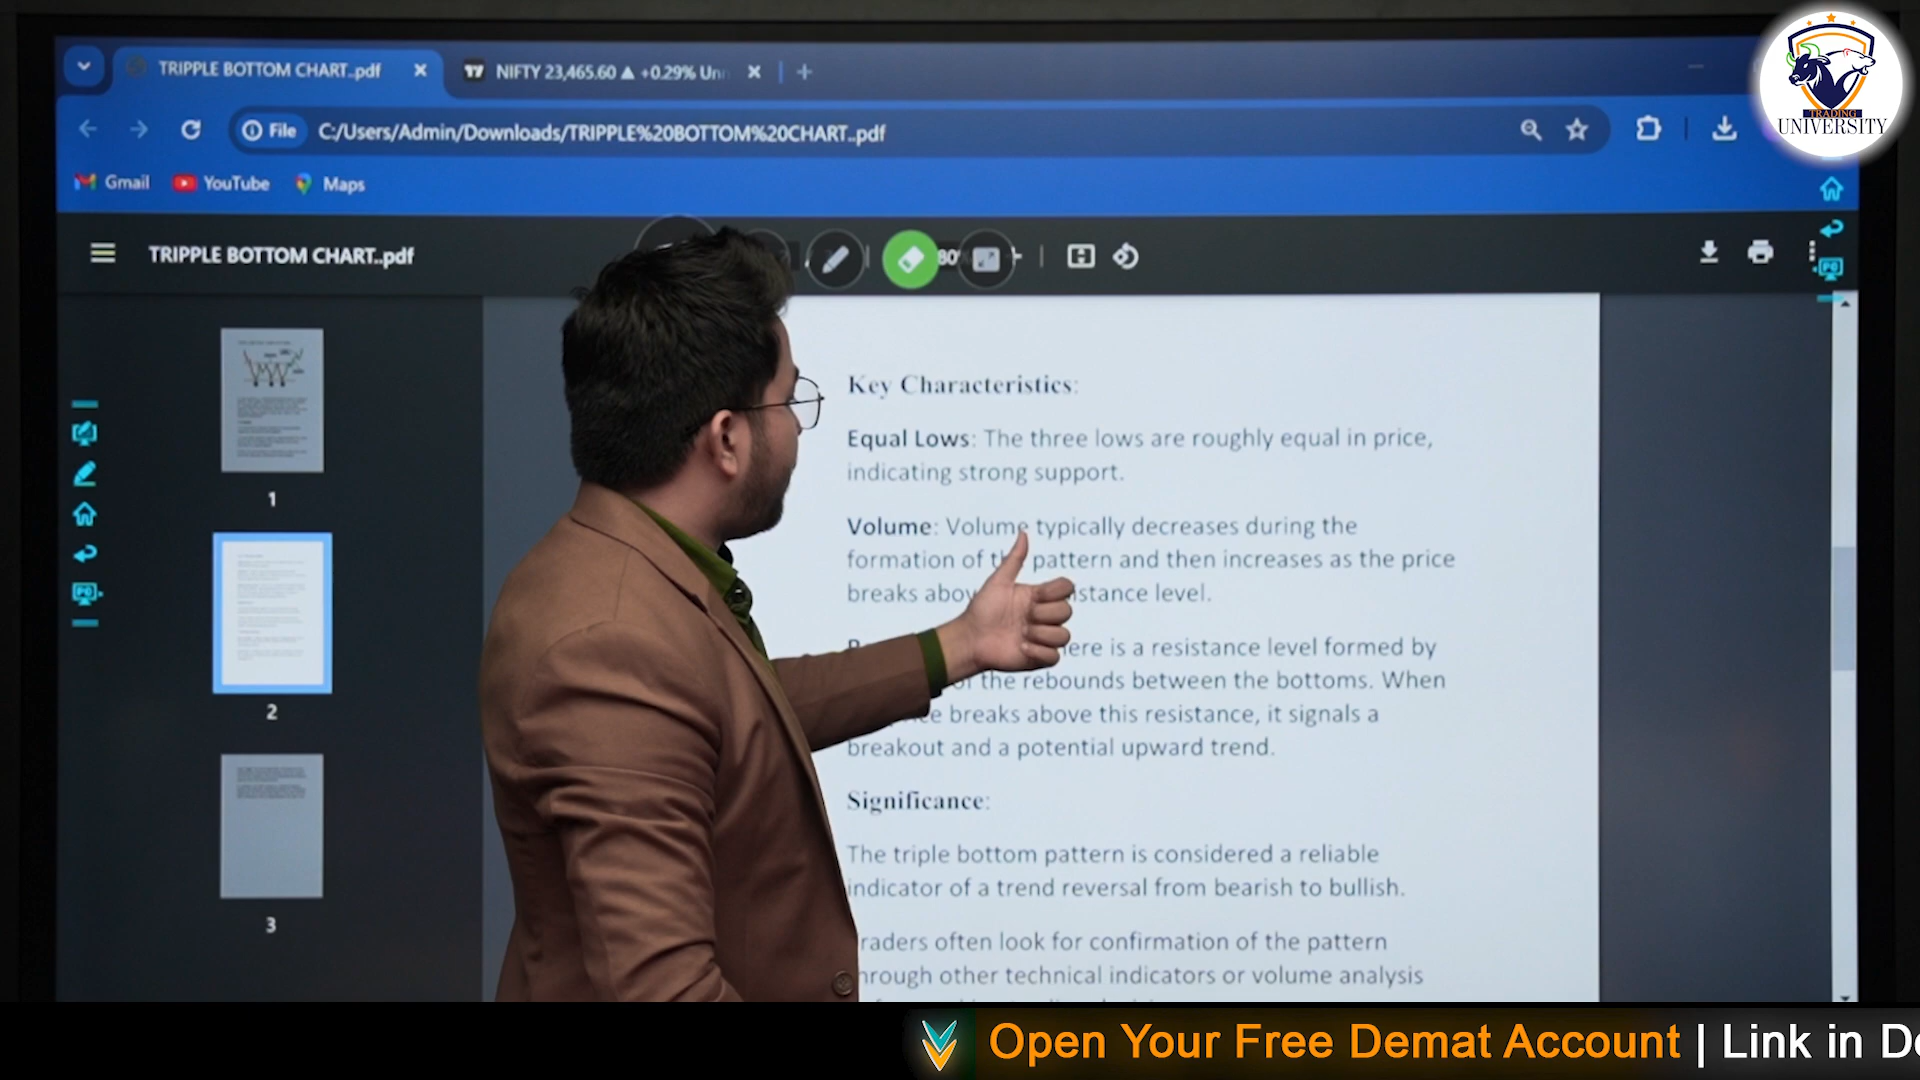 TRIPPLE BOTTOM CHART..pdf
NIFTY 23,465.60 ▲ +0.29%
TRADING
UNIVERSITY
File
C:/Users/Admin/Downloads/TRIPPLE%20BOTTOM%20CHART..pdf
Gmail
YouTube
Maps
TRIPPLE BOTTOM CHART..pdf
80
1
2
3
Key Characteristics:
Equal Lows: The three lows are roughly equal in price,
indicating strong support.
Volume: Volume typically decreases during the
formation of the pattern and then increases as the price
breaks level.
is a resistance level formed by
the rebounds between the bottoms. When
breaks above this resistance, it signals a
breakout and a potential upward trend.
Significance:
The triple bottom pattern is considered a reliable
indicator of a trend reversal from bearish to bullish.
raders often look for confirmation of the pattern
hrough other technical indicators or volume analysis
Open Your Free Demat Account | Link in De